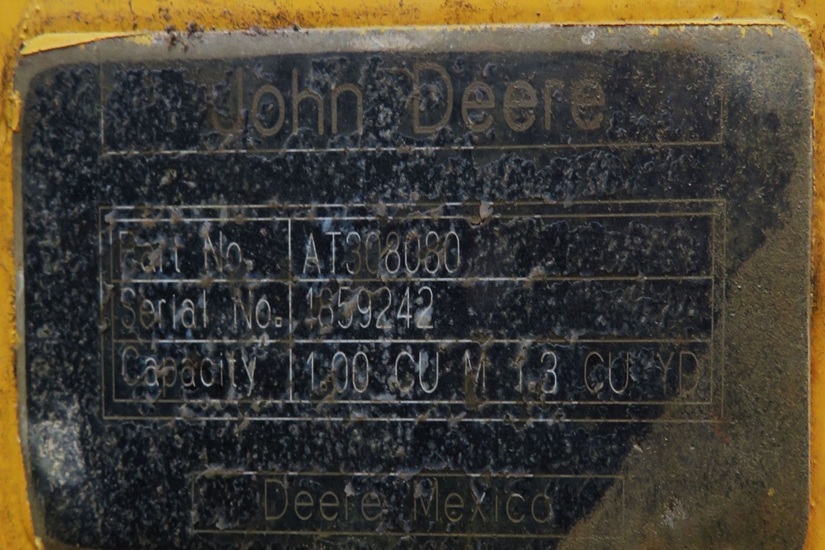 John Deere
Part No. AT308080
Serial No. 1659242
Capacity 1.00 CU M 1.3 CU YD
Deere Mexico